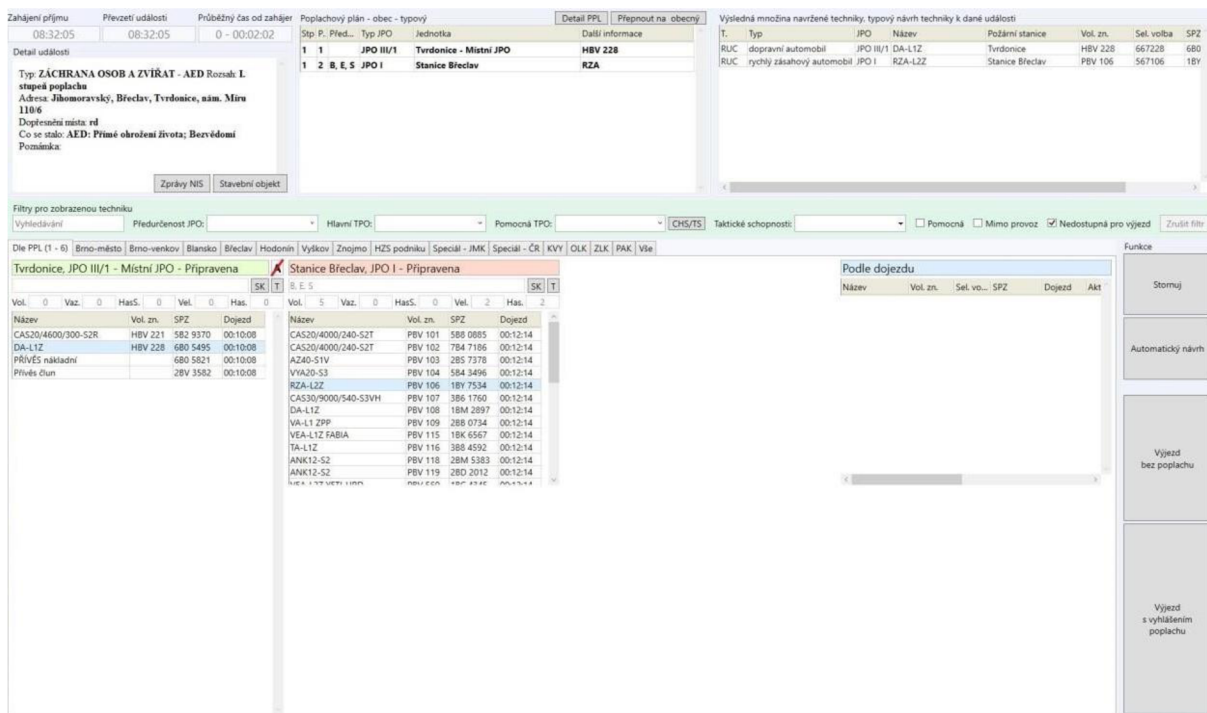 Zahájení příjmu Převzetí události Průběžný čas od zahájer
08:32:05 08:32:05 0 - 00:02:02
Detail události
Typ: ZÁCHRANA OSOB A ZVÍŘAT - AED Rozsah: I.
stupeň poplachu
Adresa: Jihomoravský, Břeclav, Tvrdonice, nám. Míru
110/6
Dopřesnění místa: rd
Co se stalo: AED: Přímé ohrožení života; Bezvědomí
Poznámka:
Zprávy NIS Stavební objekt
Poplachový plán - obec - typový Detail PPL Přepnout na obecný
Stp P. Před... Typ JPO Jednotka Další informace
1 1 JPO III/1 Tvrdonice - Místní JPO HBV 228
1 2 B, E, S JPO I Stanice Břeclav RZA
Výsledná množina navržené techniky, typový návrh techniky k dané události
T. Typ JPO Název Požární stanice Vol. zn. Sel. volba SPZ
RUC dopravní automobil JPO III/1 DA-L1Z Tvrdonice HBV 228 667228 6B0
RUC rychlý zásahový automobil JPO I RZA-L2Z Stanice Břeclav PBV 106 567106 1BY
Filtry pro zobrazenou techniku
Vyhledávání Předurčenost JPO: Hlavní TPO: Pomocná TPO: CHS/TS Taktické schopnosti: Pomocná Mimo provoz Nedostupná pro výjezd Zrušit filtr
Dle PPL (1 - 6) Brno-město Brno-venkov Blansko Břeclav Hodonín Vyškov Znojmo HZS podniku Speciál - JMK Speciál - ČR KVY OLK ZLK PAK Vše
Funkce
Tvrdonice, JPO III/1 - Místní JPO - Připravena A
SK T
Vol. 0 Vaz. 0 HasS. 0 Vel. 0 Has. 0
Název Vol. zn. SPZ Dojezd
CAS20/4600/300-S2R HBV 221 5B2 9370 00:10:08
DA-L1Z HBV 228 6B0 5495 00:10:08
PŘÍVĚS nákladní 6B0 5821 00:10:08
Přívěs člun 2BV 3582 00:10:08
Stanice Břeclav, JPO I - Připravena
B, E, S SK T
Vol. 5 Vaz. 0 HasS. 0 Vel. 2 Has. 2
Název Vol. zn. SPZ Dojezd
CAS20/4000/240-S2T PBV 101 5B8 0885 00:12:14
CAS20/4000/240-S2T PBV 102 7B4 7186 00:12:14
AZ40-S1V PBV 103 2BS 7378 00:12:14
VYA20-S3 PBV 104 5B4 3496 00:12:14
RZA-L2Z PBV 106 1BY 7534 00:12:14
CAS30/9000/540-S3VH PBV 107 3B6 1760 00:12:14
DA-L1Z PBV 108 1BM 2897 00:12:14
VA-L1 ZPP PBV 109 2BB 0734 00:12:14
VEA-L1Z FABIA PBV 115 1BK 6567 00:12:14
TA-L1Z PBV 116 3B8 4592 00:12:14
ANK12-S2 PBV 118 2BM 5383 00:12:14
ANK12-S2 PBV 119 2BD 2012 00:12:14
Podle dojezdu
Název Vol. zn. Sel. vo... SPZ Dojezd Akt
Stornuj
Automatický návrh
Výjezd
bez poplachu
Výjezd
s vyhlášením
poplachu